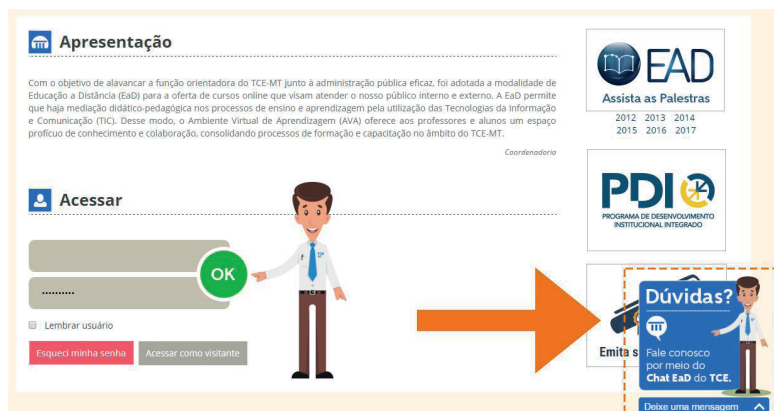 Apresentação
Com o objetivo de alavancar a função orientadora do TCE-MT junto à administração pública eficaz, foi adotada a modalidade de
Educação a Distância (EaD) para a oferta de cursos online que visam atender o nosso público interno e externo. A EaD permite
que haja mediação didático-pedagógica nos processos de ensino e aprendizagem pela utilização das Tecnologias da Informação
e Comunicação (TIC). Desse modo, o Ambiente Virtual de Aprendizagem (AVA) oferece aos professores e alunos um espaço
profícuo de conhecimento e colaboração, consolidando processos de formação e capacitação no âmbito do TCE-MT.
Coordenadoria
Acessar
OK
Lembrar usuário
Esqueci minha senha
Acessar como visitante
EAD
Assista as Palestras
2012 2013 2014
2015 2016 2017
PDI
PROGRAMA DE DESENVOLVIMENTO
INSTITUCIONAL INTEGRADO
Emita s
Dúvidas?
Fale conosco
por meio do
Chat EaD do TCE.
Deixe uma mensagem